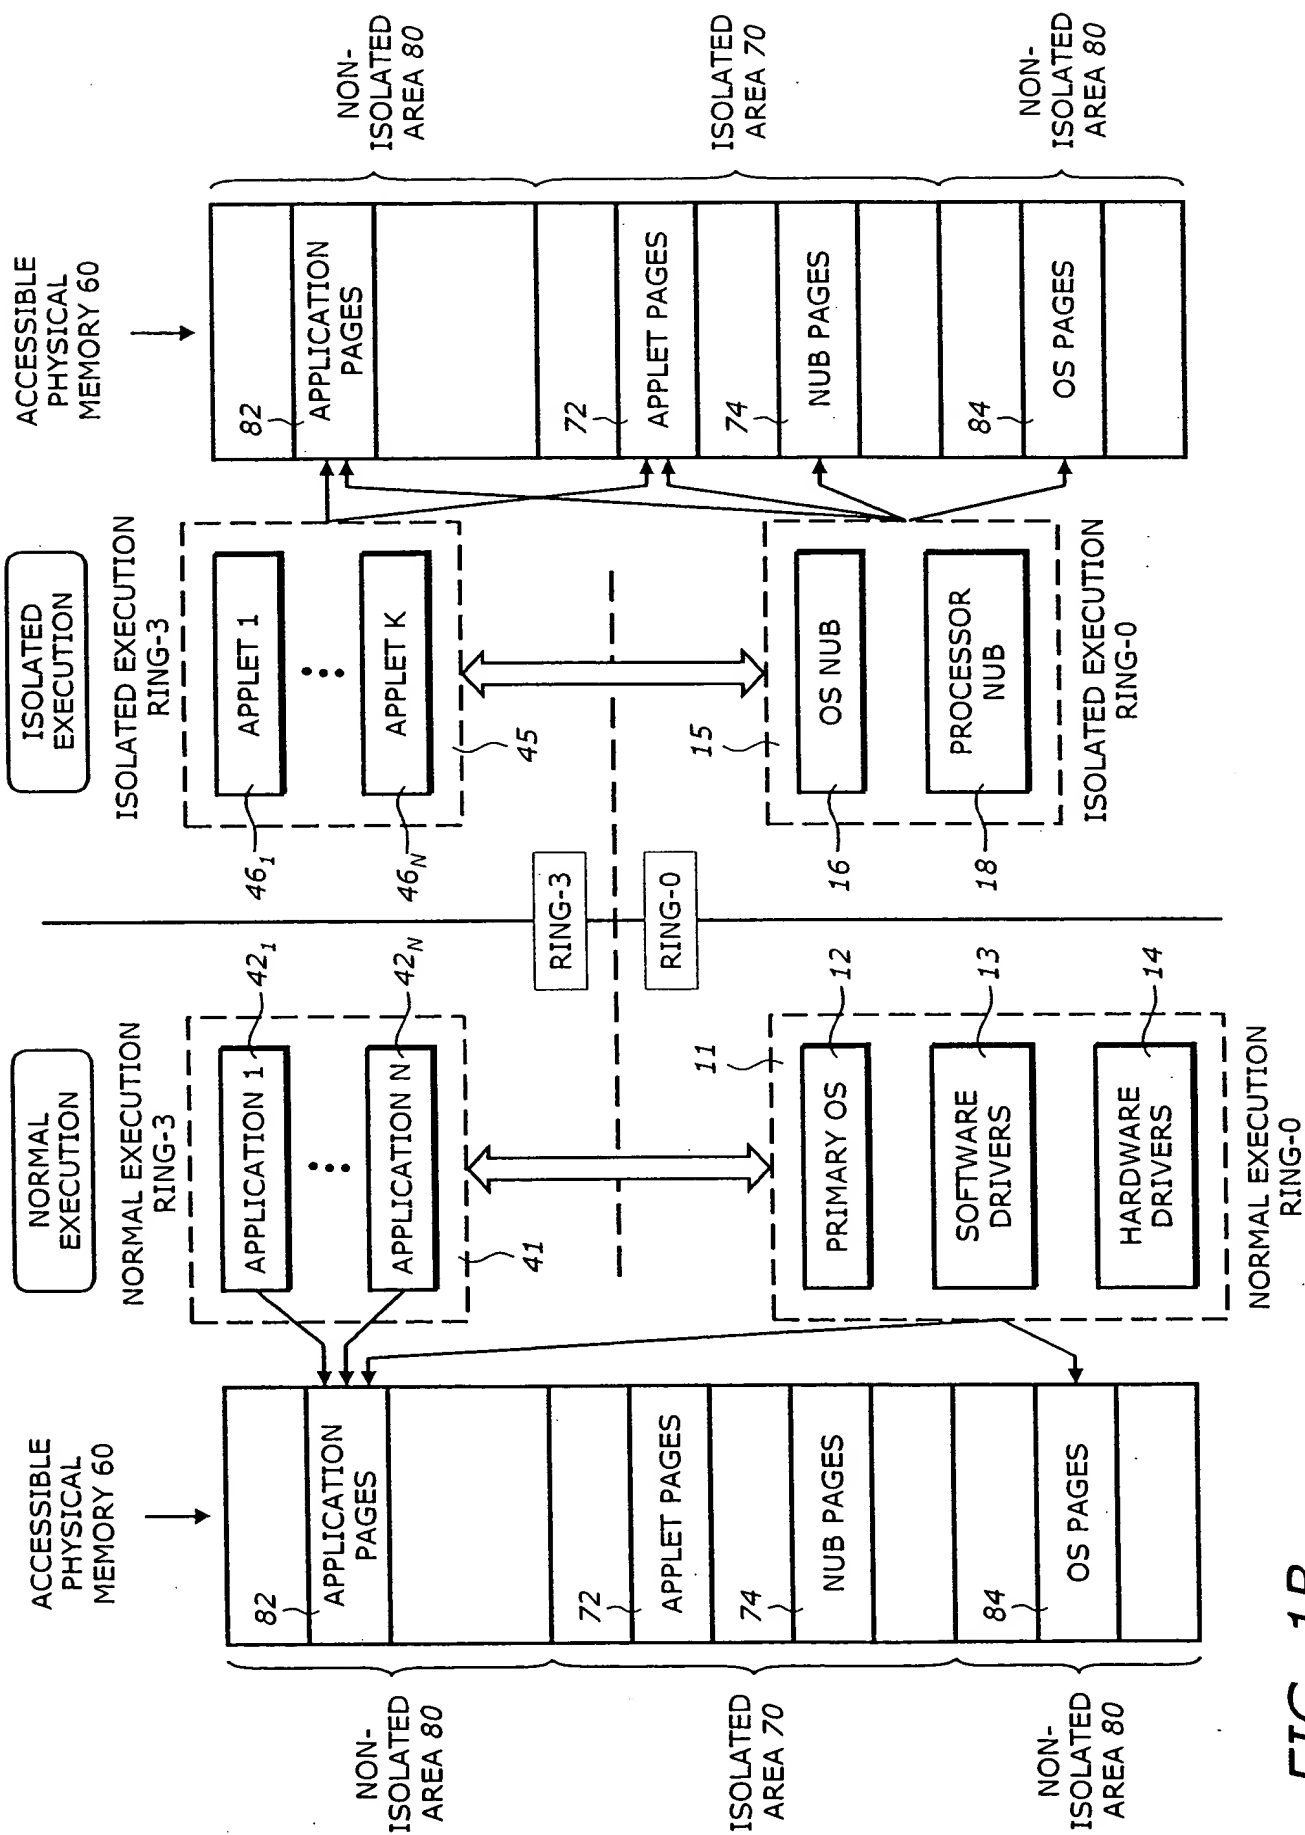 ACCESSIBLE
PHYSICAL
MEMORY 60
NORMAL
EXECUTION
ISOLATED
EXECUTION
ACCESSIBLE
PHYSICAL
MEMORY 60
NON-
ISOLATED
AREA 80
82
APPLICATION
PAGES
NORMAL EXECUTION
RING-3
APPLICATION 1
42₁
APPLICATION N
42ₙ
41
ISOLATED EXECUTION
RING-3
46₁
APPLET 1
46ₙ
APPLET K
45
82
APPLICATION
PAGES
NON-
ISOLATED
AREA 80
ISOLATED
AREA 70
72
APPLET PAGES
74
NUB PAGES
RING-3
RING-0
72
APPLET PAGES
74
NUB PAGES
ISOLATED
AREA 70
11
PRIMARY OS
12
SOFTWARE
DRIVERS
13
HARDWARE
DRIVERS
14
NORMAL EXECUTION
RING-0
15
16
OS NUB
18
PROCESSOR
NUB
ISOLATED EXECUTION
RING-0
NON-
ISOLATED
AREA 80
84
OS PAGES
84
OS PAGES
NON-
ISOLATED
AREA 80
FIG. 1B